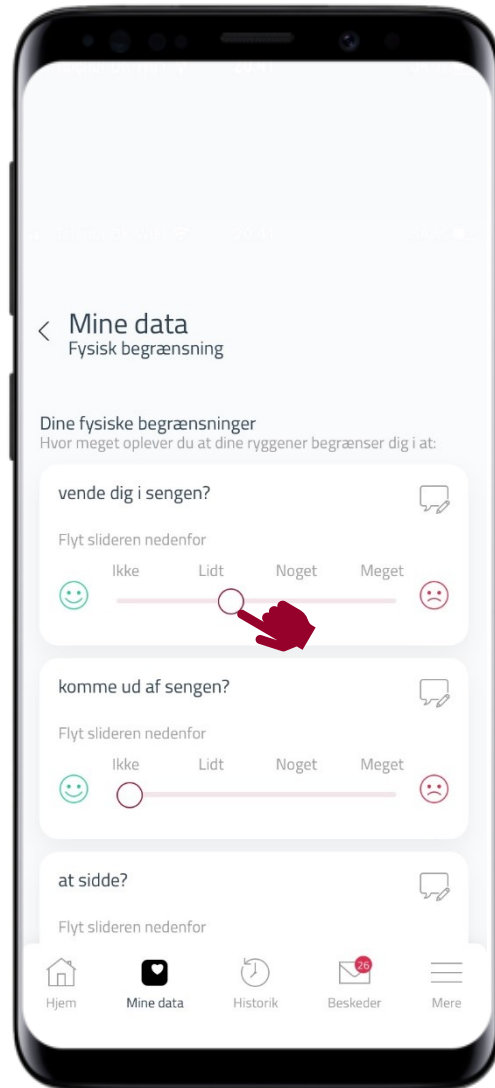 Mine data
Fysisk begrænsning
Dine fysiske begrænsninger
Hvor meget oplever du at dine ryggener begrænser dig i at:
vende dig i sengen?
Flyt slideren nedenfor
Ikke Lidt Noget Meget
komme ud af sengen?
Flyt slideren nedenfor
Ikke Lidt Noget Meget
at sidde?
Flyt slideren nedenfor
26
Hjem Mine data Historik Beskeder Mere